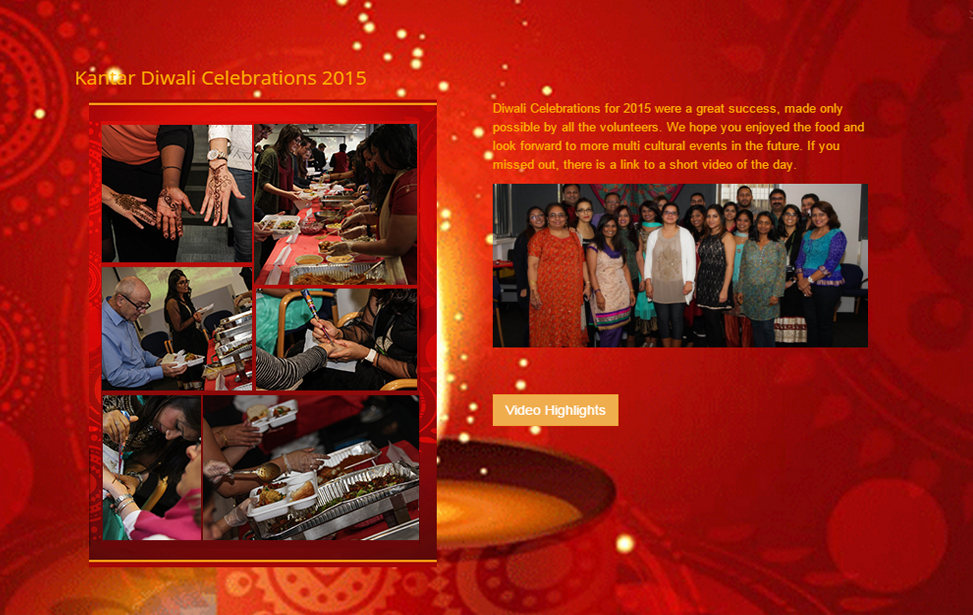 Kantar Diwali Celebrations 2015
Diwali Celebrations for 2015 were a great success, made only
possible by all the volunteers. We hope you enjoyed the food and
look forward to more multi cultural events in the future. If you
missed out, there is a link to a short video of the day.
Video Highlights